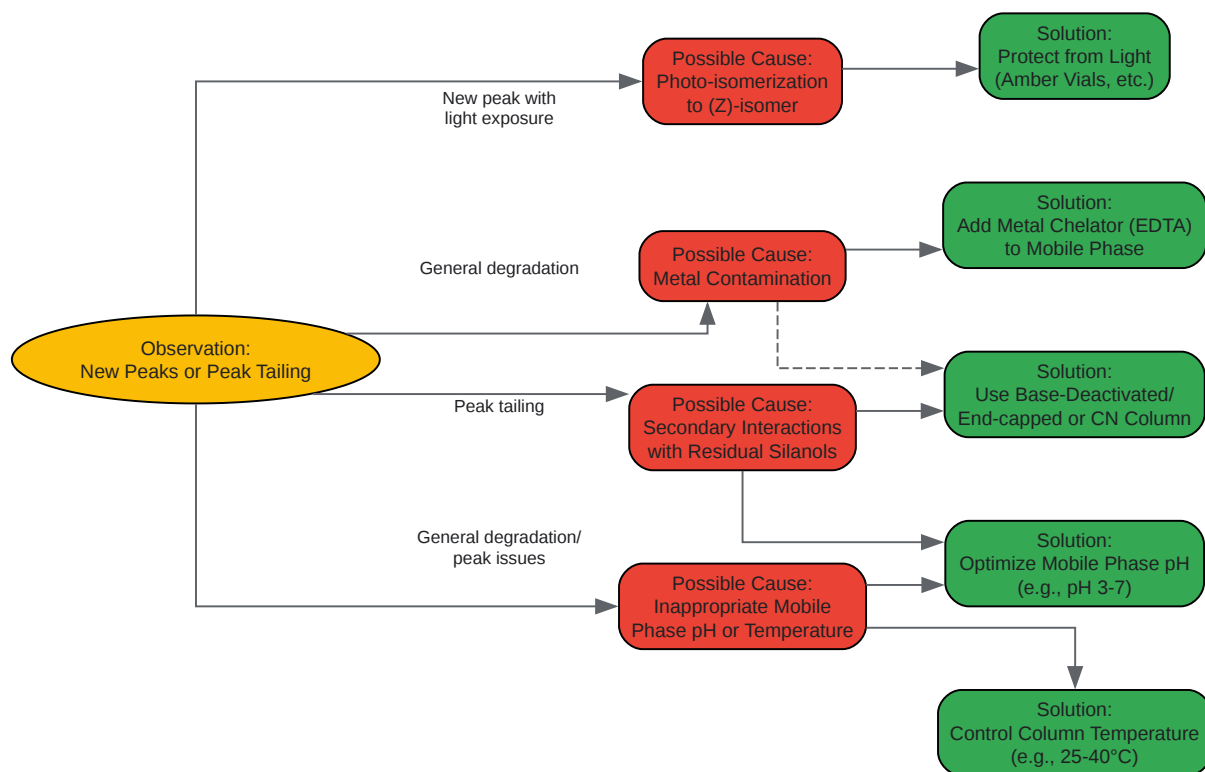 Solution:
Protect from Light
(Amber Vials, etc.)
Possible Cause:
Photo-isomerization
to (Z)-isomer
New peak with
light exposure
Solution:
Add Metal Chelator (EDTA)
to Mobile Phase
Possible Cause:
Metal Contamination
General degradation
Observation:
New Peaks or Peak Tailing
Peak tailing
Solution:
Use Base-Deactivated/
End-capped or CN Column
Possible Cause:
Secondary Interactions
with Residual Silanols
General degradation/
peak issues
Solution:
Optimize Mobile Phase pH
(e.g., pH 3-7)
Possible Cause:
Inappropriate Mobile
Phase pH or Temperature
Solution:
Control Column Temperature
(e.g., 25-40°C)